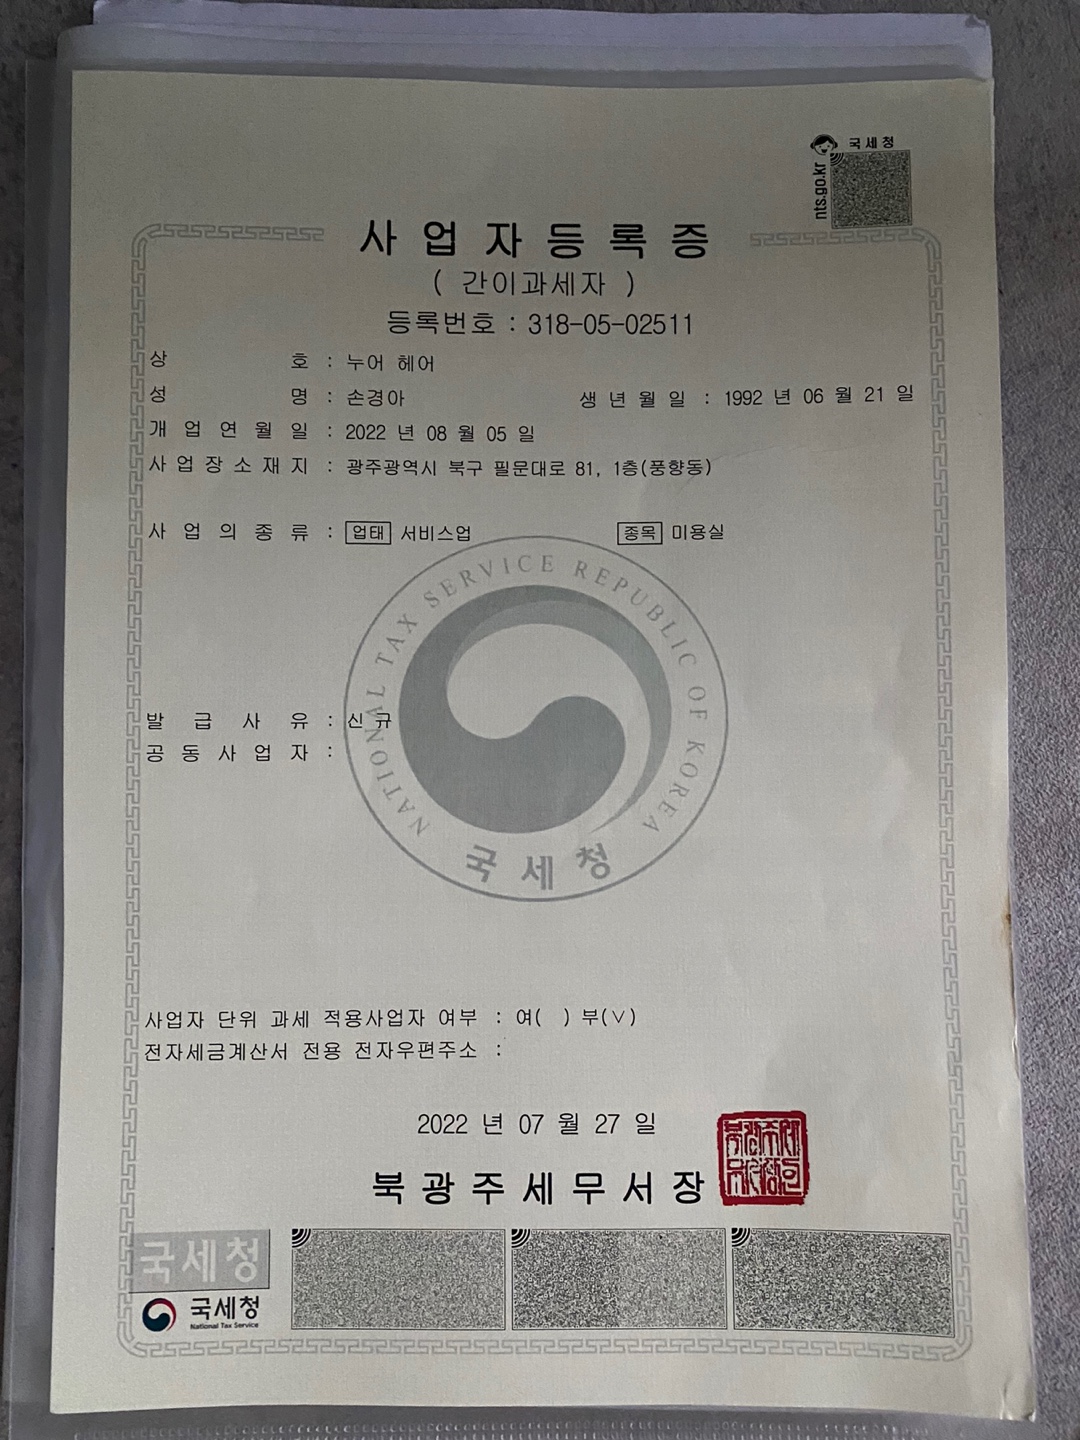 국세청
nts.go.kr
사업자등록증
( 간이과세자 )
등록번호 : 318-05-02511
상 호 : 누어 헤어
성 명 : 손경아 생년월일 : 1992 년 06 월 21 일
개업연월일 : 2022 년 08 월 05 일
사업장소재지 : 광주광역시 북구 필문대로 81, 1층(풍향동)
사업의종류 : 업태 서비스업 종목 미용실
NATIONAL TAX SERVICE REPUBLIC OF KOREA
발급사유 : 신규
공동사업자 :
국세청
사업자 단위 과세 적용사업자 여부 : 여( ) 부(∨)
전자세금계산서 전용 전자우편주소 :
2022 년 07 월 27 일
북광주세무서장
국세청
국세청
National Tax Service